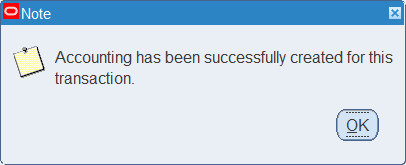 Note
Accounting has been successfully created for this
transaction.
OK